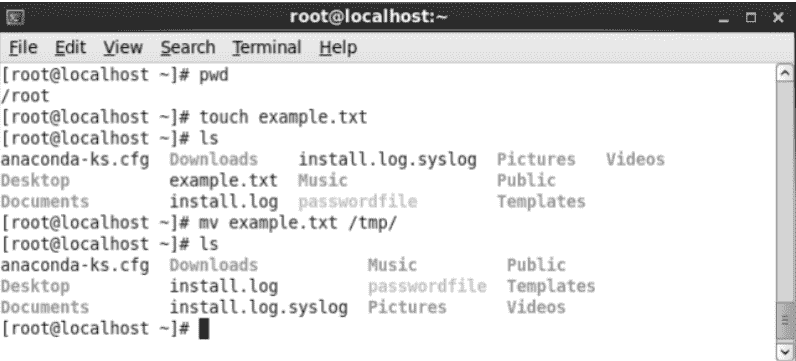 root@localhost:~
File Edit View Search Terminal Help
[root@localhost ~]# pwd
/root
[root@localhost ~]# touch example.txt
[root@localhost ~]# ls
anaconda-ks.cfg  Downloads    install.log.syslog  Pictures   Videos
Desktop          example.txt  Music               Public
Documents        install.log  passwordfile        Templates
[root@localhost ~]# mv example.txt /tmp/
[root@localhost ~]# ls
anaconda-ks.cfg  Downloads           Music         Public
Desktop          install.log         passwordfile  Templates
Documents        install.log.syslog  Pictures      Videos
[root@localhost ~]#